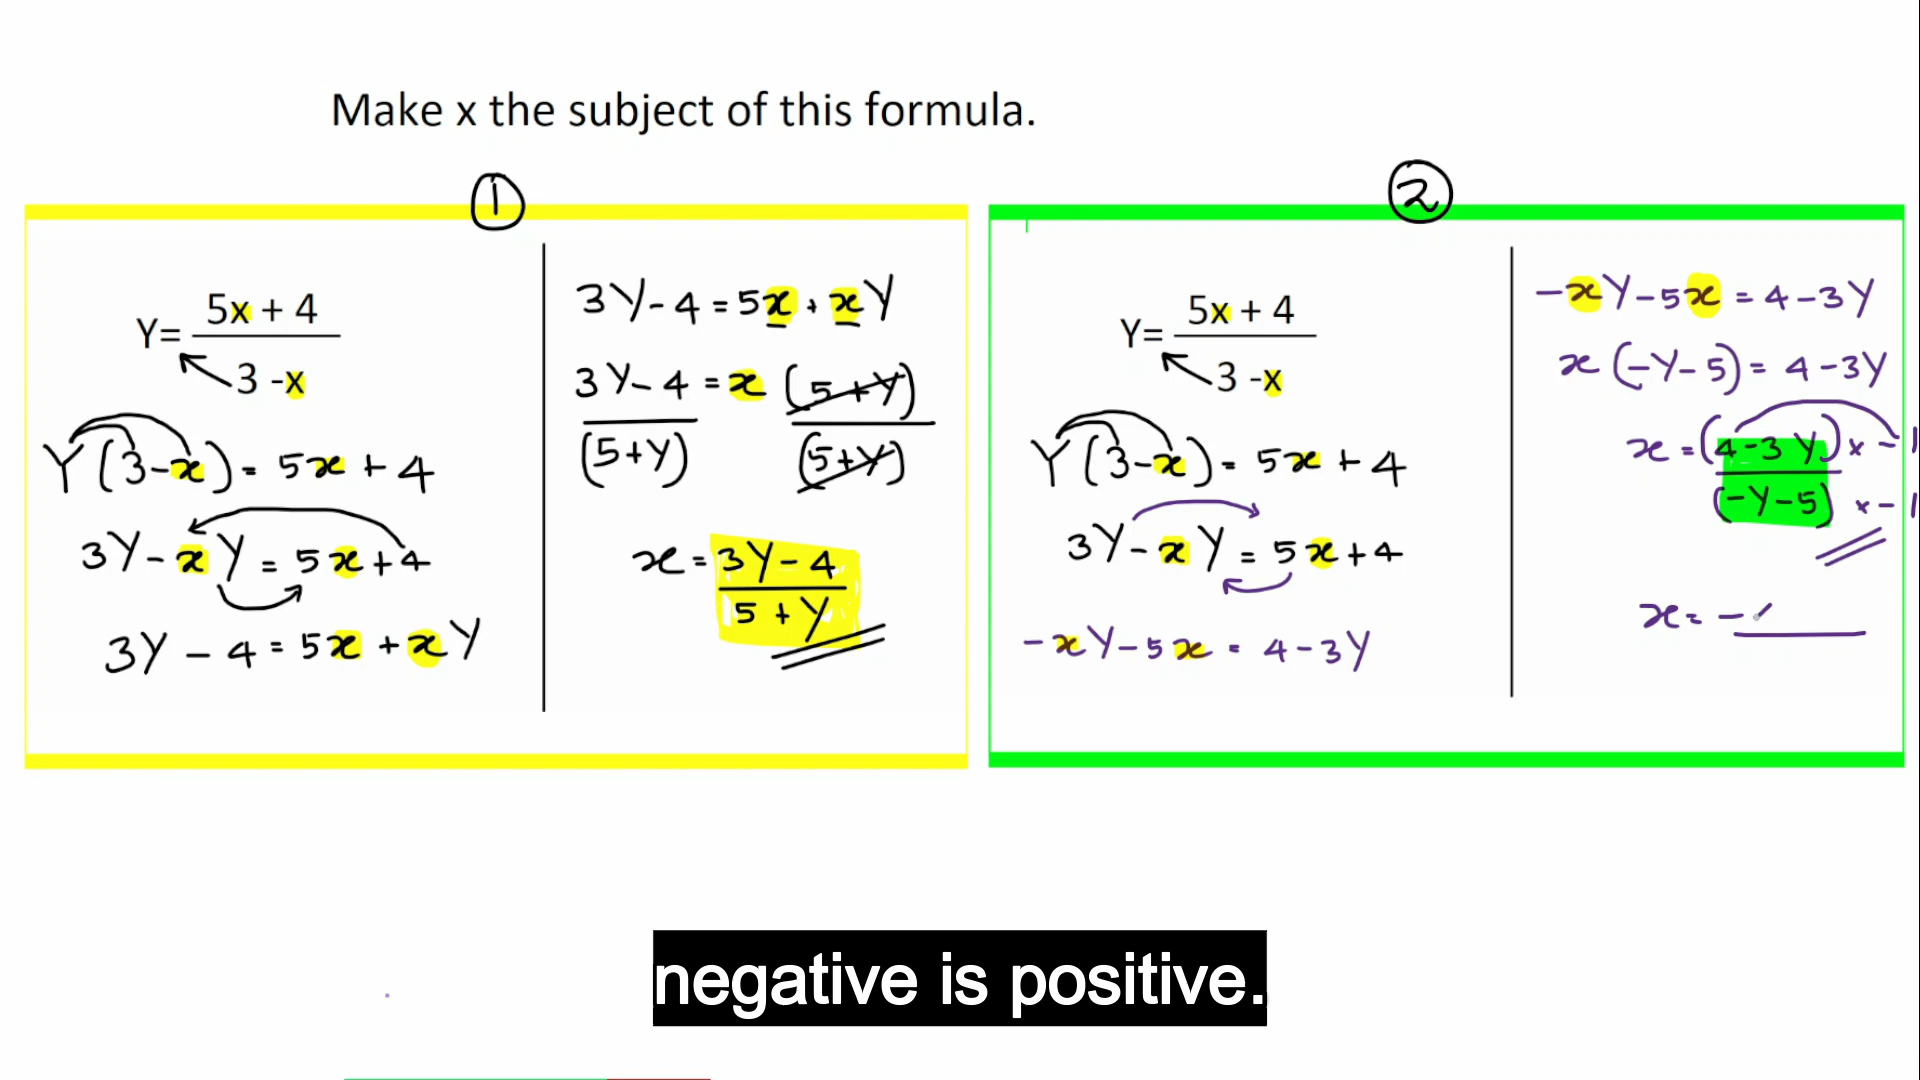 Make x the subject of this formula.
1
Y= 5x + 4
3 -x
Y(3-x) = 5x + 4
3Y - xY = 5x + 4
3Y - 4 = 5x + xY
3Y - 4 = 5x + xY
3Y - 4 = x (5 + Y)
(5+Y) (5+Y)
x = 3Y - 4
5 + Y
2
Y= 5x + 4
3 -x
Y(3-x) = 5x + 4
3Y - xY = 5x + 4
-xY - 5x = 4 - 3Y
-xY - 5x = 4 - 3Y
x (-Y - 5) = 4 - 3Y
x = (4 - 3Y) x - 1
(-Y - 5) x - 1
x = -
negative is positive.